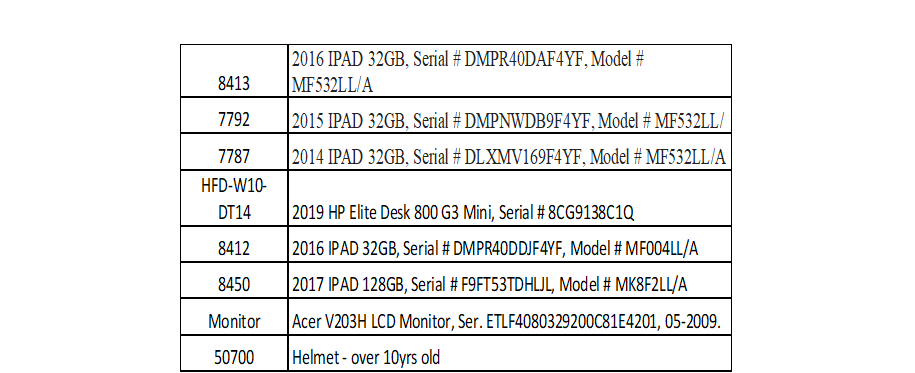 2016 IPAD 32GB, Serial # DMPR40DAF4YF, Model #
8413 MF532LL/A
7792 2015 IPAD 32GB, Serial # DMPNWDB9F4YF, Model # MF532LL/
7787 2014 IPAD 32GB, Serial # DLXMV169F4YF, Model # MF532LL/A
HFD-W10-
DT14 2019 HP Elite Desk 800 G3 Mini, Serial # 8CG9138C1Q
8412 2016 IPAD 32GB, Serial # DMPR40DDJF4YF, Model # MF004LL/A
8450 2017 IPAD 128GB, Serial # F9FT53TDHLJL, Model # MK8F2LL/A
Monitor Acer V203H LCD Monitor, Ser. ETLF4080329200C81E4201, 05-2009.
50700 Helmet - over 10yrs old